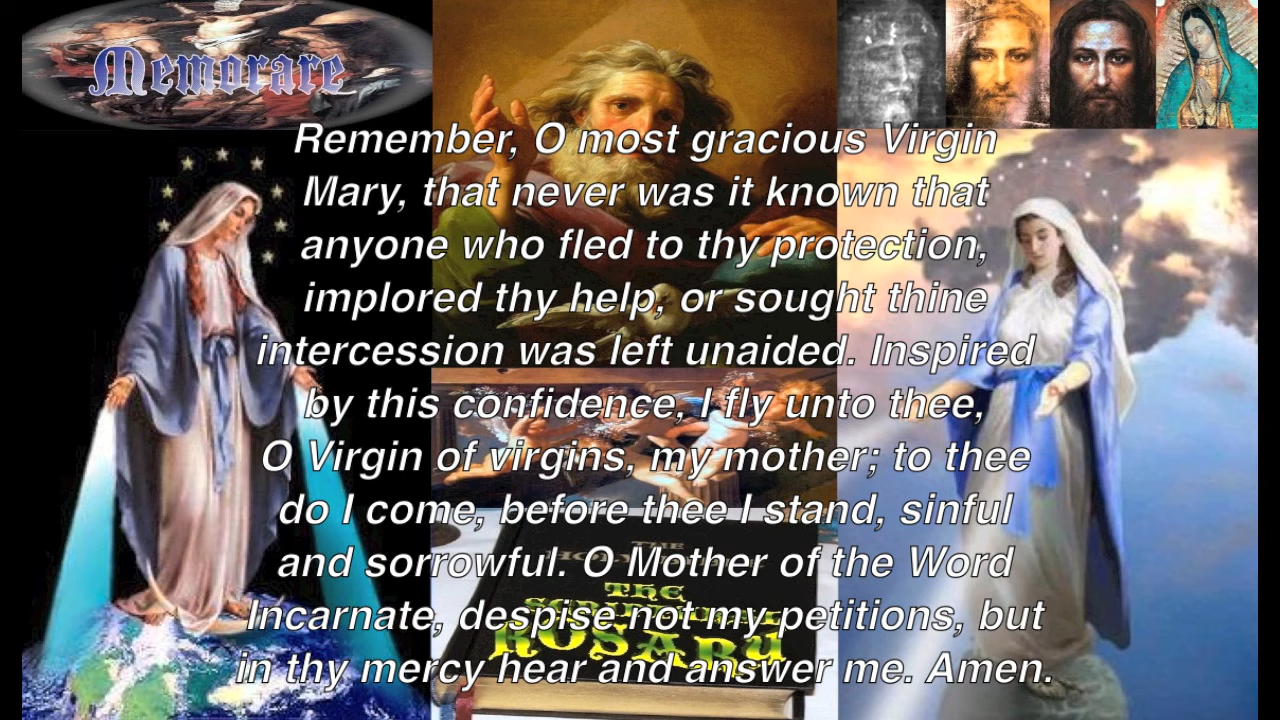 Memorare
Remember, O most gracious Virgin
Mary, that never was it known that
anyone who fled to thy protection,
implored thy help, or sought thine
intercession was left unaided. Inspired
by this confidence, I fly unto thee,
O Virgin of virgins, my mother; to thee
do I come, before thee I stand, sinful
and sorrowful. O Mother of the Word
Incarnate, despise not my petitions, but
in thy mercy hear and answer me. Amen.
THE
THE
ROSARY